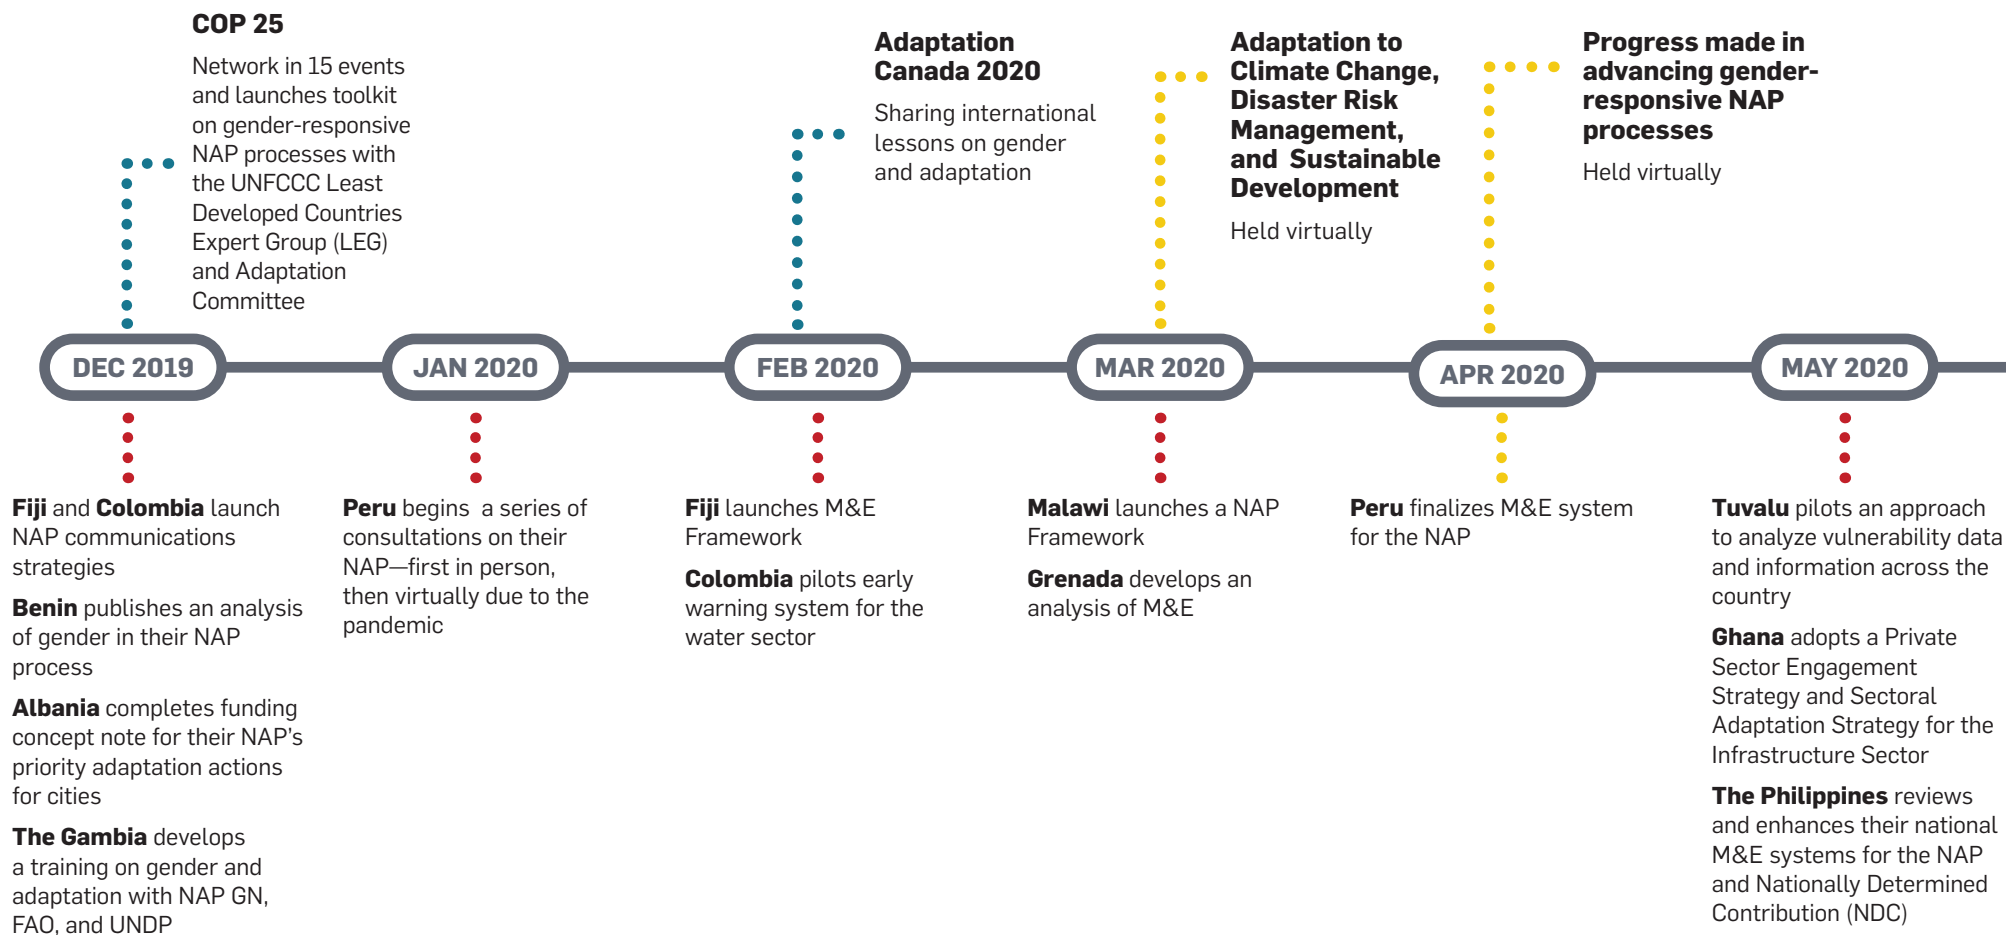 COP 25
Network in 15 events
and launches toolkit
on gender-responsive
NAP processes with
the UNFCCC Least
Developed Countries
Expert Group (LEG)
and Adaptation
Committee
Adaptation
Canada 2020
Sharing international
lessons on gender
and adaptation
Adaptation to
Climate Change,
Disaster Risk
Management,
and Sustainable
Development
Held virtually
Progress made in
advancing gender-
responsive NAP
processes
Held virtually
DEC 2019
JAN 2020
FEB 2020
MAR 2020
APR 2020
MAY 2020
Fiji and Colombia launch
NAP communications
strategies
Benin publishes an analysis
of gender in their NAP
process
Albania completes funding
concept note for their NAP’s
priority adaptation actions
for cities
The Gambia develops
a training on gender and
adaptation with NAP GN,
FAO, and UNDP
Peru begins a series of
consultations on their
NAP—first in person,
then virtually due to the
pandemic
Fiji launches M&E
Framework
Colombia pilots early
warning system for the
water sector
Malawi launches a NAP
Framework
Grenada develops an
analysis of M&E
Peru finalizes M&E system
for the NAP
Tuvalu pilots an approach
to analyze vulnerability data
and information across the
country
Ghana adopts a Private
Sector Engagement
Strategy and Sectoral
Adaptation Strategy for the
Infrastructure Sector
The Philippines reviews
and enhances their national
M&E systems for the NAP
and Nationally Determined
Contribution (NDC)